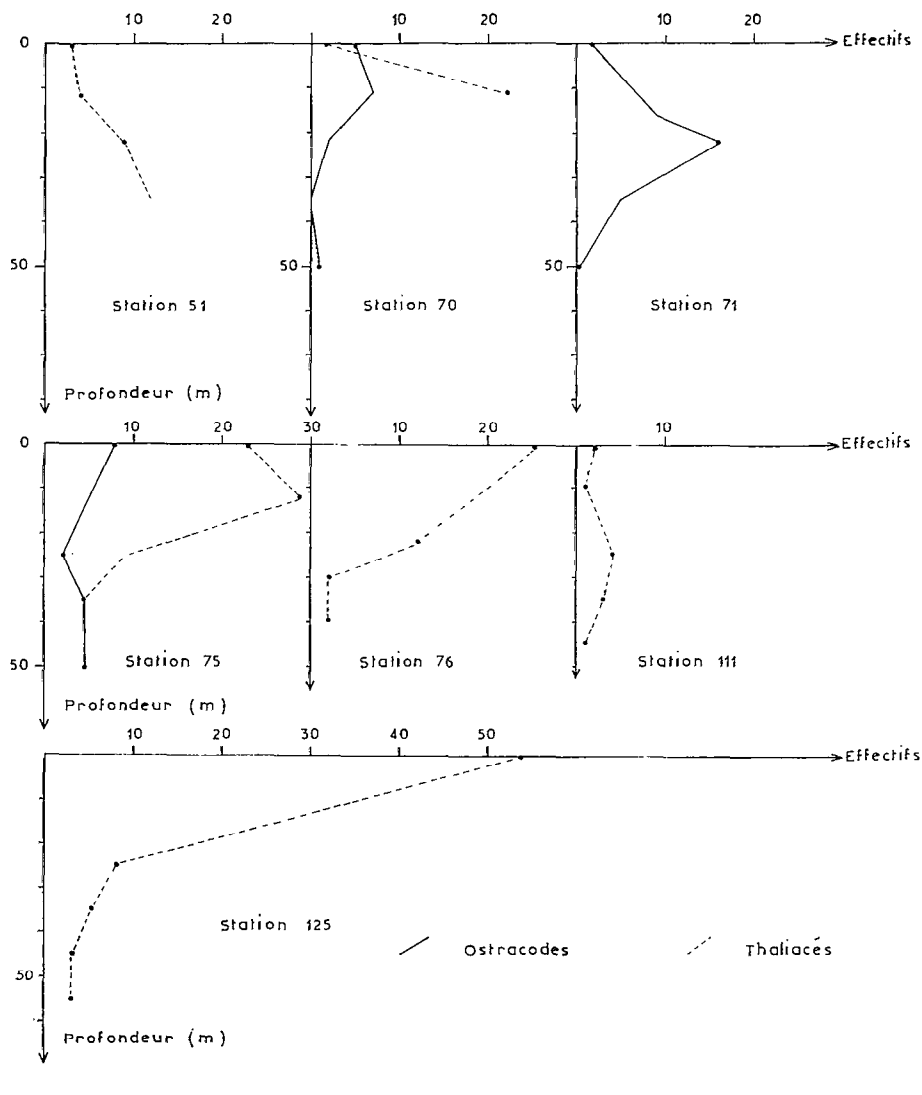 10 20 10 20 10 20
0 Effectifs
50 50 50
Station 51 Station 70 Station 71
Profondeur (m)
0 10 20 30 10 20 10 Effectifs
50 Station 75 Station 76 Station 111
Profondeur (m)
10 20 30 40 50 Effectifs
Station 125
Ostracodes Thaliacés
50
Profondeur (m)